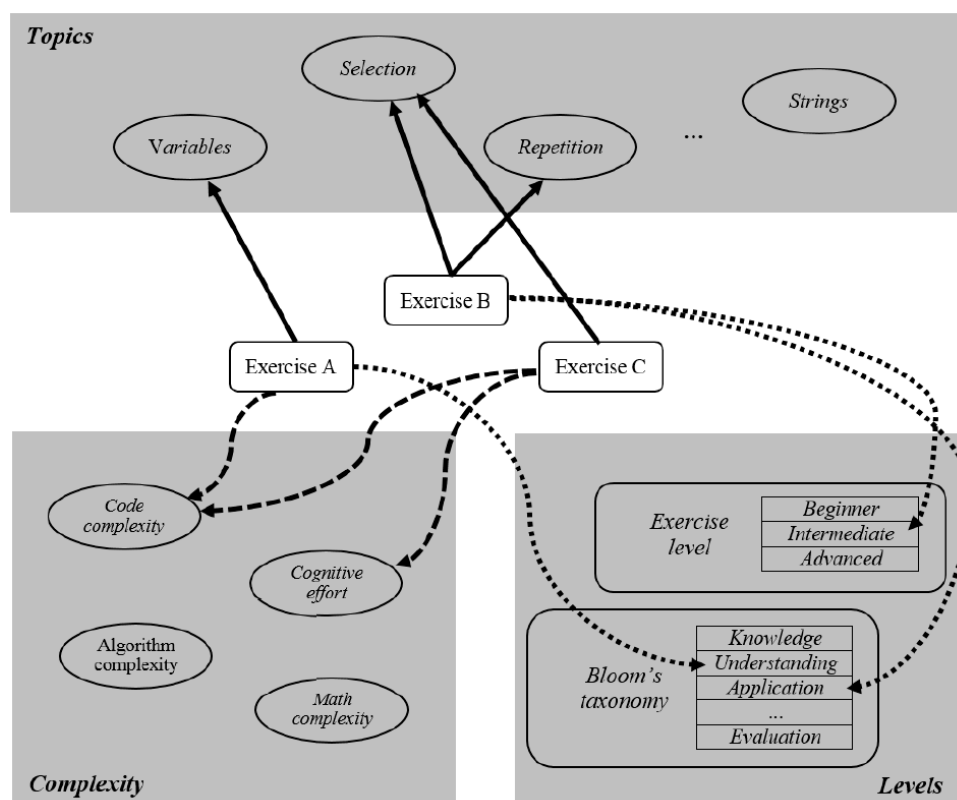 Topics
Selection
Strings
Variables
Repetition
...
Exercise B
Exercise A
Exercise C
Code
complexity
Cognitive
effort
Algorithm
complexity
Math
complexity
Complexity
Exercise
level
Beginner
Intermediate
Advanced
Bloom's
taxonomy
Knowledge
Understanding
Application
...
Evaluation
Levels